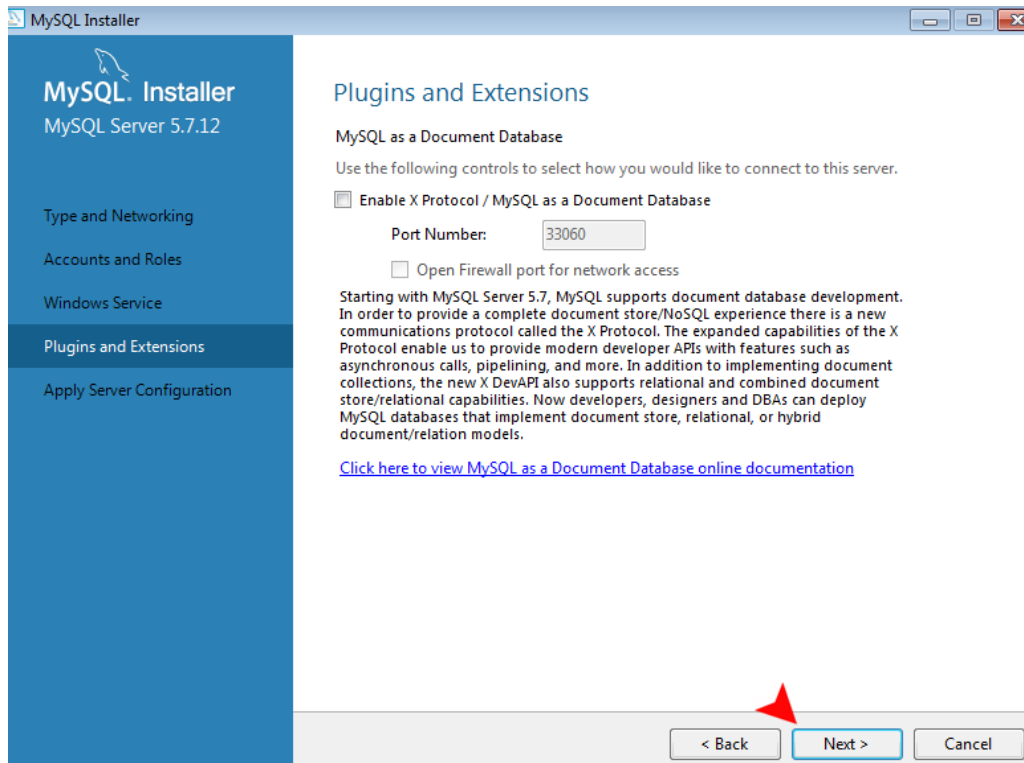 MySQL Installer
MySQL. Installer
MySQL Server 5.7.12
Type and Networking
Accounts and Roles
Windows Service
Plugins and Extensions
Apply Server Configuration
Plugins and Extensions
MySQL as a Document Database
Use the following controls to select how you would like to connect to this server.
Enable X Protocol / MySQL as a Document Database
Port Number: 33060
Open Firewall port for network access
Starting with MySQL Server 5.7, MySQL supports document database development.
In order to provide a complete document store/NoSQL experience there is a new
communications protocol called the X Protocol. The expanded capabilities of the X
Protocol enable us to provide modern developer APIs with features such as
asynchronous calls, pipelining, and more. In addition to implementing document
collections, the new X DevAPI also supports relational and combined document
store/relational capabilities. Now developers, designers and DBAs can deploy
MySQL databases that implement document store, relational, or hybrid
document/relation models.
Click here to view MySQL as a Document Database online documentation
< Back Next > Cancel